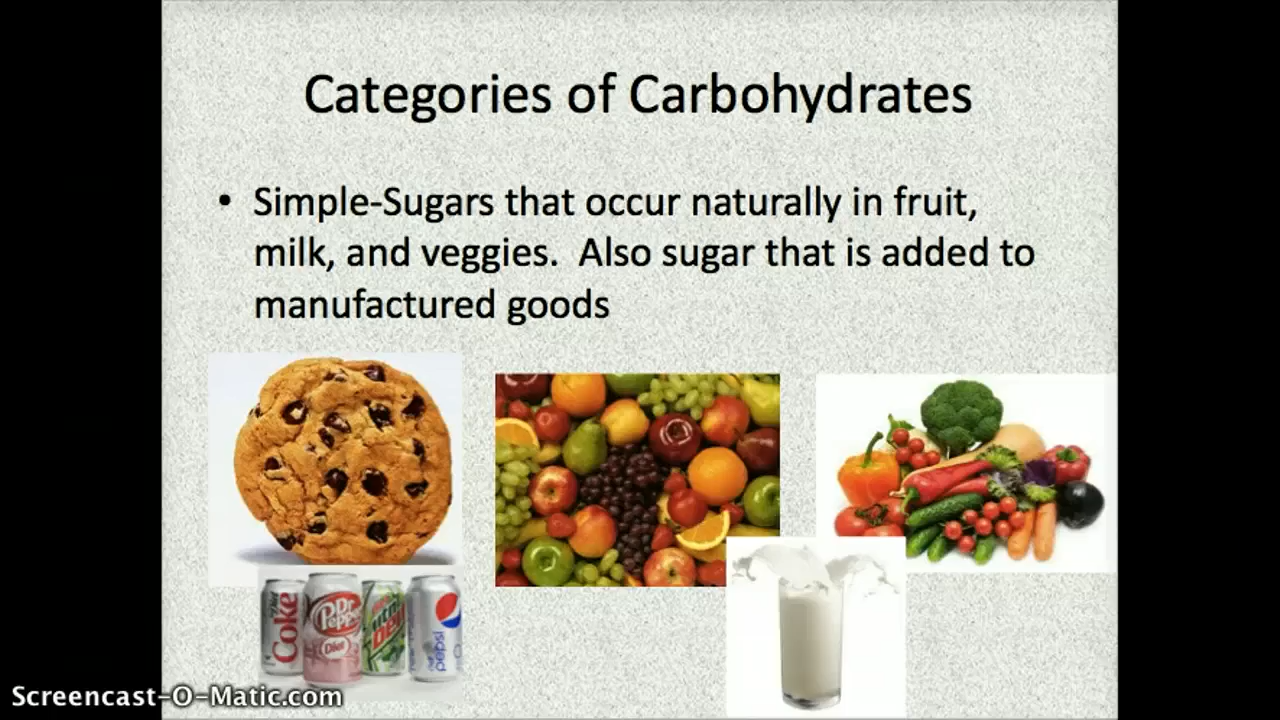 Categories of Carbohydrates
• Simple-Sugars that occur naturally in fruit,
milk, and veggies.  Also sugar that is added to
manufactured goods
Coke
Dr
Pepper
Diet
pepsi
Screencast-O-Matic.com